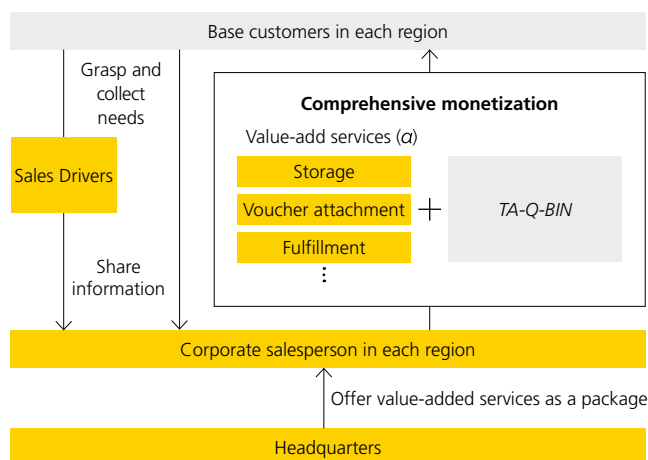 Base customers in each region
Grasp and
collect
needs
Comprehensive monetization
Value-add services (α)
Storage
Sales Drivers
Voucher attachment
+
TA-Q-BIN
Fulfillment
⋮
Share
information
Corporate salesperson in each region
Offer value-added services as a package
Headquarters